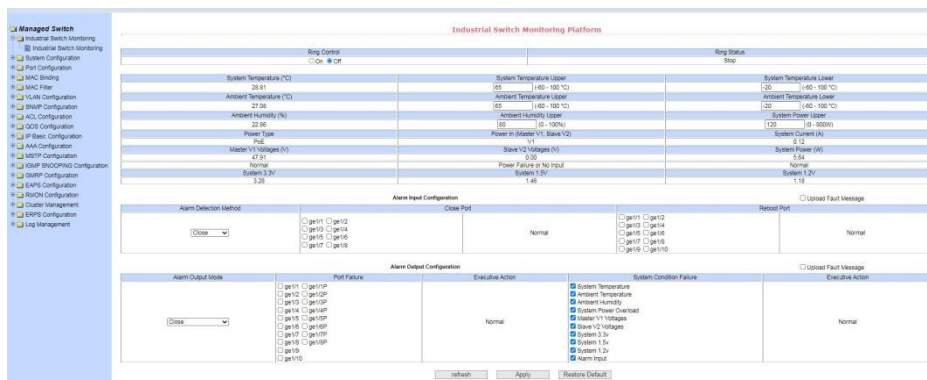 Managed Switch
Industrial Switch Monitoring
Industrial Switch Monitoring
System Configuration
Port Configuration
MAC Binding
MAC Filter
VLAN Configuration
SNMP Configuration
ACL Configuration
QOS Configuration
IP Basic Configuration
AAA Configuration
MSTP Configuration
IGMP SNOOPING Configuration
GMRP Configuration
EAPS Configuration
RMON Configuration
Cluster Management
ERPS Configuration
Log Management
Industrial Switch Monitoring Platform
Ring Control Ring Status
On Off Stop
System Temperature (°C) System Temperature Upper System Temperature Lower
28.81 65 (-60 - 100 °C) -20 (-60 - 100 °C)
Ambient Temperature (°C) Ambient Temperature Upper Ambient Temperature Lower
27.08 65 (-60 - 100 °C) -20 (-60 - 100 °C)
Ambient Humidity (%) Ambient Humidity Upper System Power Upper
22.86 80 (0 - 100%) 120 (0 - 800W)
Power Type Power In (Master V1, Slave V2) System Current (A)
PoE V1 0.12
Master V1 Voltages (V) Slave V2 Voltages (V) System Power (W)
47.91 0.00 5.64
Normal Power Failure or No Input Normal
System 3.3V System 1.5V System 1.2V
3.28 1.46 1.18
Alarm Input Configuration Upload Fault Message
Alarm Detection Method Close Port Reboot Port
Close
ge1/1 ge1/2
ge1/3 ge1/4
ge1/5 ge1/6
ge1/7 ge1/8
Normal
ge1/1 ge1/2
ge1/3 ge1/4
ge1/5 ge1/6
ge1/7 ge1/8
ge1/9 ge1/10
Normal
Alarm Output Configuration Upload Fault Message
Alarm Output Mode Port Failure Executive Action System Condition Failure Executive Action
Close
ge1/1 ge1/1P
ge1/2 ge1/2P
ge1/3 ge1/3P
ge1/4 ge1/4P
ge1/5 ge1/5P
ge1/6 ge1/6P
ge1/7 ge1/7P
ge1/8 ge1/8P
ge1/9
ge1/10
Normal
System Temperature
Ambient Temperature
Ambient Humidity
System Power Overload
Master V1 Voltages
Slave V2 Voltages
System 3.3v
System 1.5v
System 1.2v
Alarm Input
Normal
refresh Apply Restore Default